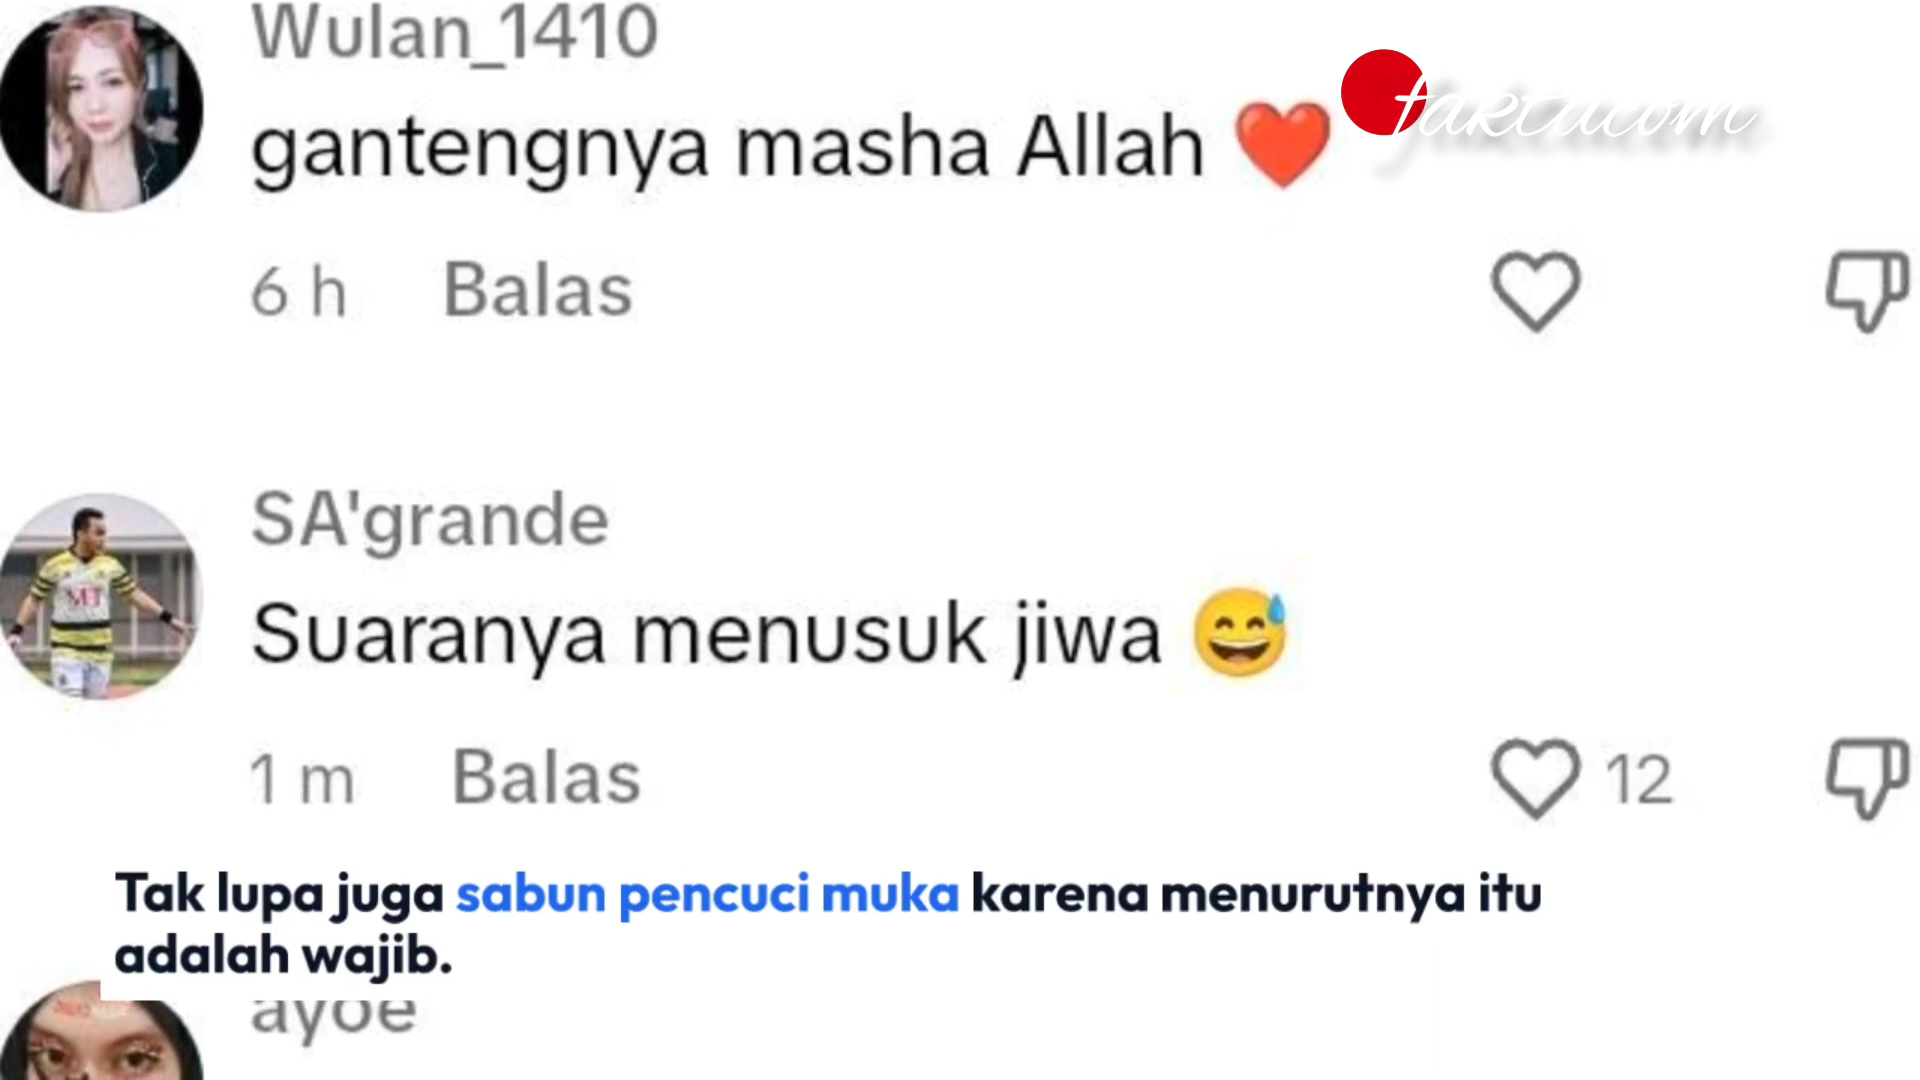 Wulan_1410
gantengnya masha Allah ❤️
faktacom
6 h Balas
SA'grande
Suaranya menusuk jiwa 😅
1 m Balas 12
Tak lupa juga sabun pencuci muka karena menurutnya itu
adalah wajib.
ayoe